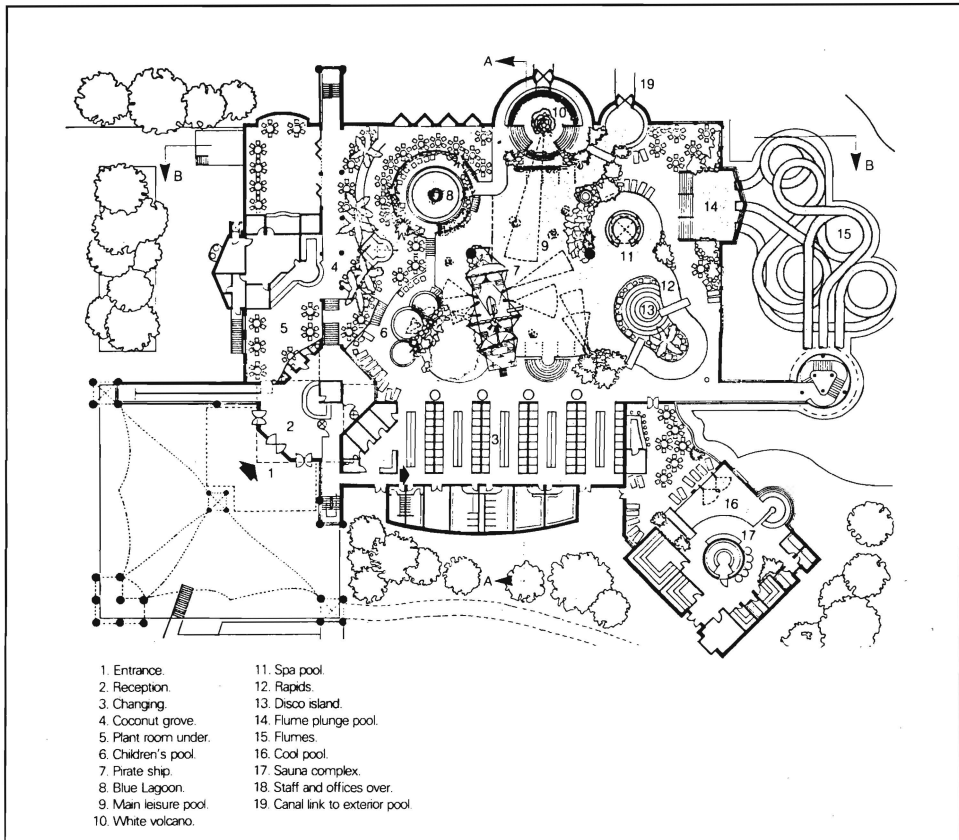 A
19
10
B
B
8
14
9
15
11
4
7
12
13
5
6
2
3
1
16
17
A
1. Entrance.
2. Reception.
3. Changing.
4. Coconut grove.
5. Plant room under.
6. Children's pool.
7. Pirate ship.
8. Blue Lagoon.
9. Main leisure pool.
10. White volcano.
11. Spa pool.
12. Rapids.
13. Disco island.
14. Flume plunge pool.
15. Flumes.
16. Cool pool.
17. Sauna complex.
18. Staff and offices over.
19. Canal link to exterior pool.